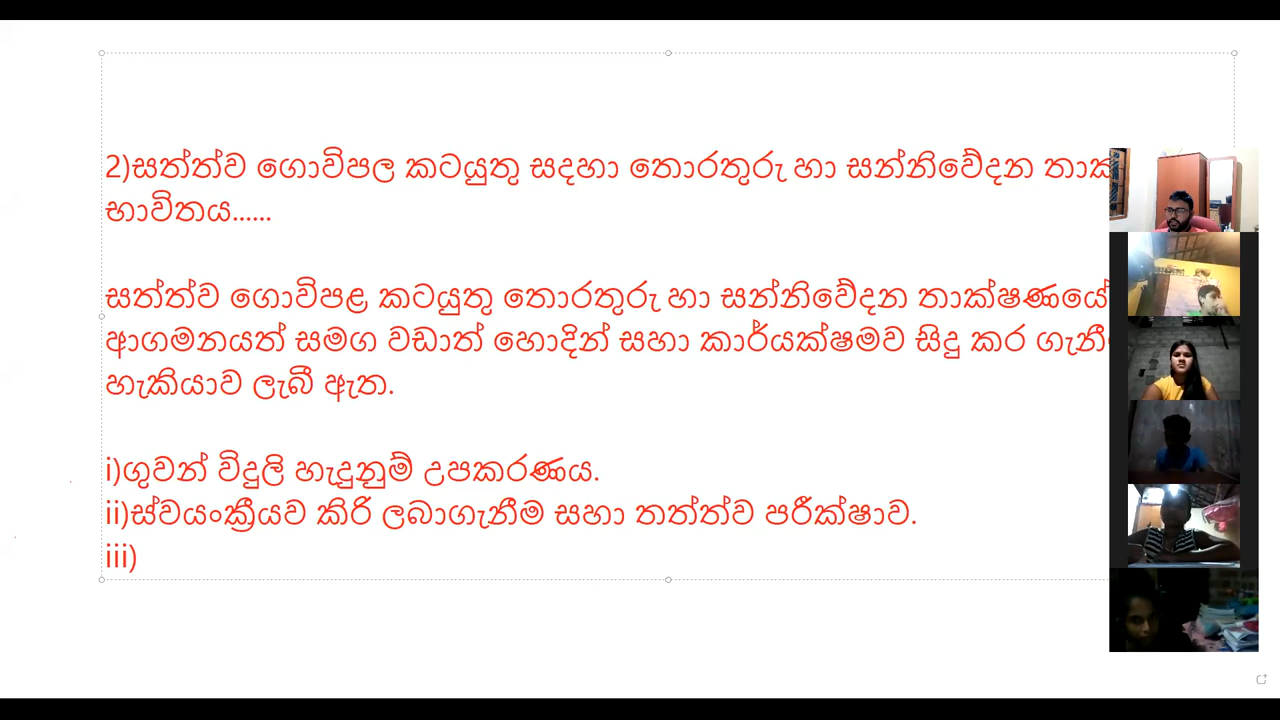 2)සත්ත්ව ගොවිපල කටයුතු සදහා තොරතුරු හා සන්නිවේදන
භාවිතය......
සත්ත්ව ගොවිපළ කටයුතු තොරතුරු හා සන්නිවේදන තාක්ෂණයේ
ආගමනයත් සමග වඩාත් හොදින් සහා කාර්යක්ෂමව සිදු කර
හැකියාව ලැබී ඇත.
i)ගුවන් විදුලි හැදුනුම් උපකරණය.
ii)ස්වයංක්‍රීයව කිරි ලබාගැනීම සහා තත්ත්ව පරීක්ෂාව.
iii)